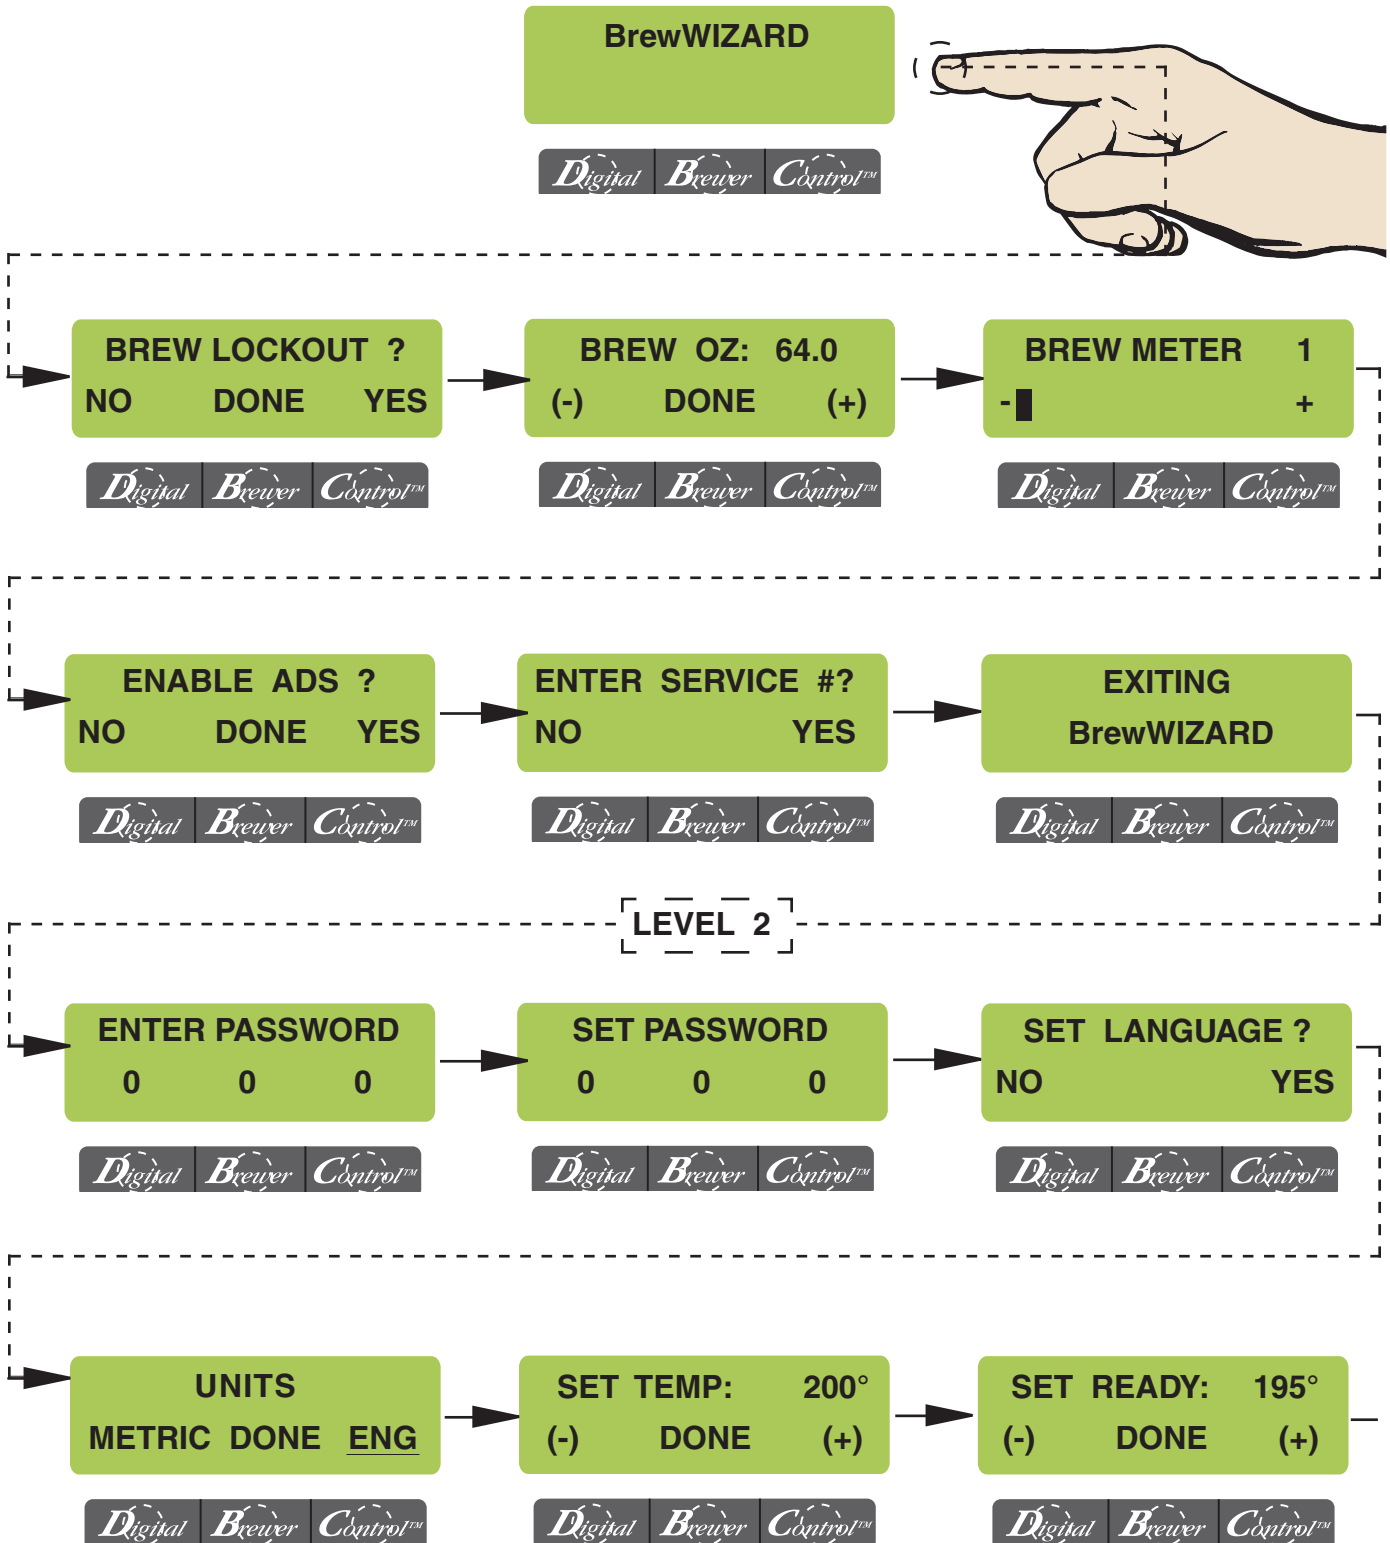 BrewWIZARD
Digital Brewer Control™
BREW LOCKOUT ?
NO DONE YES
Digital Brewer Control™
BREW OZ: 64.0
(-) DONE (+)
Digital Brewer Control™
BREW METER 1
- +
Digital Brewer Control™
ENABLE ADS ?
NO DONE YES
Digital Brewer Control™
ENTER SERVICE #?
NO YES
Digital Brewer Control™
EXITING
BrewWIZARD
Digital Brewer Control™
LEVEL 2
ENTER PASSWORD
0 0 0
Digital Brewer Control™
SET PASSWORD
0 0 0
Digital Brewer Control™
SET LANGUAGE ?
NO YES
Digital Brewer Control™
UNITS
METRIC DONE ENG
Digital Brewer Control™
SET TEMP: 200°
(-) DONE (+)
Digital Brewer Control™
SET READY: 195°
(-) DONE (+)
Digital Brewer Control™